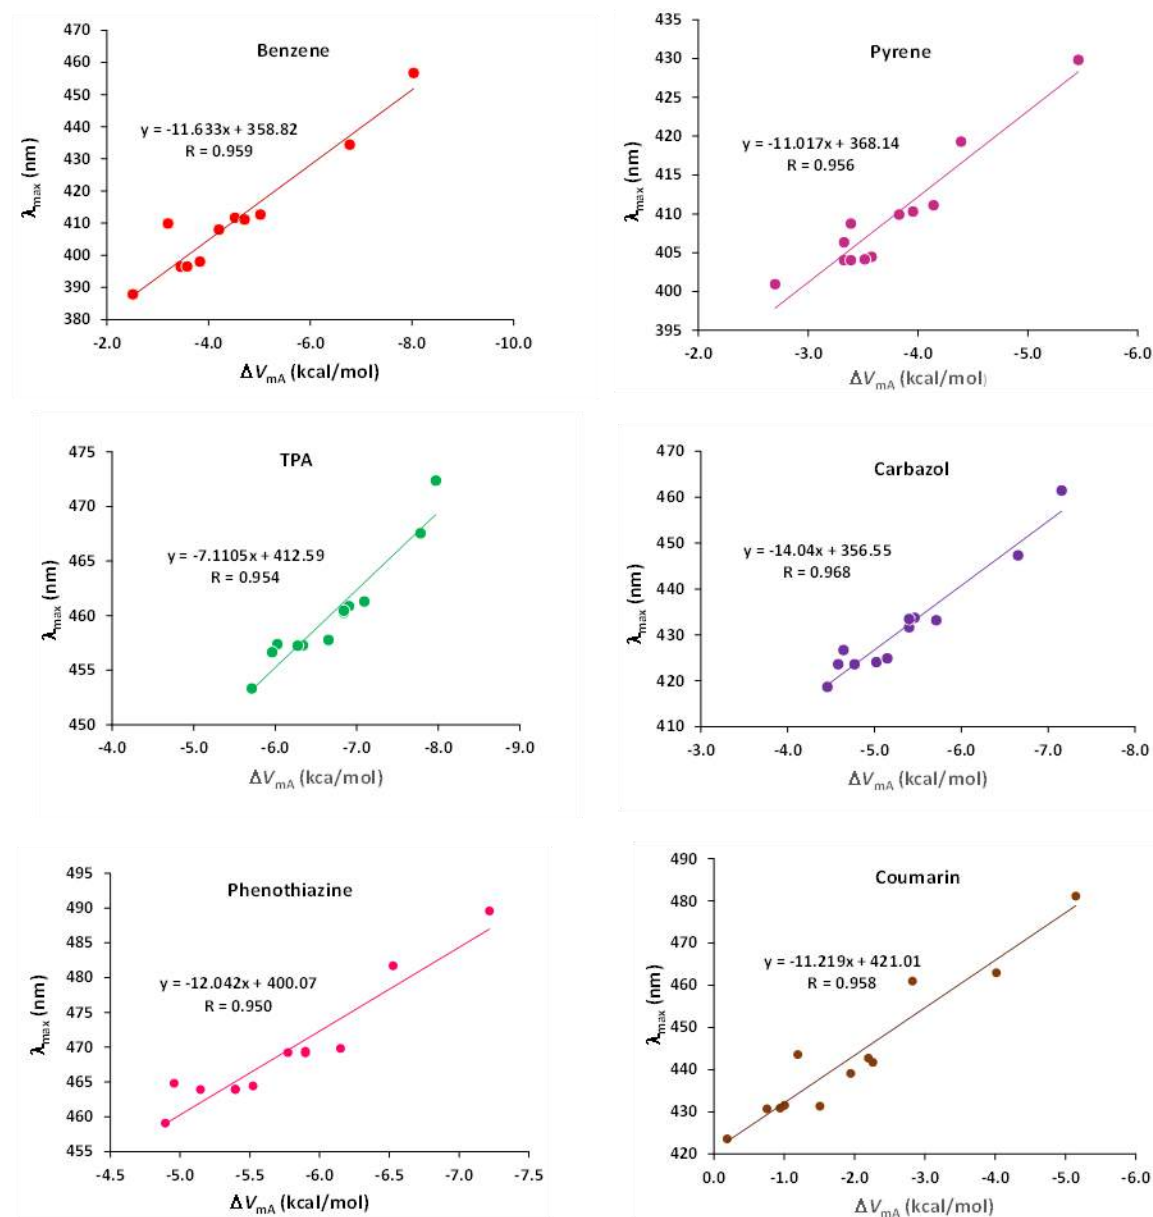 Benzene
y = -11.633x + 358.82
R = 0.959
λmax (nm)
470
460
450
440
430
420
410
400
390
380
-2.0 -4.0 -6.0 -8.0 -10.0
ΔVmA (kcal/mol)
Pyrene
y = -11.017x + 368.14
R = 0.956
λmax (nm)
435
430
425
420
415
410
405
400
395
-2.0 -3.0 -4.0 -5.0 -6.0
ΔVmA (kcal/mol)
TPA
y = -7.1105x + 412.59
R = 0.954
λmax (nm)
475
470
465
460
455
450
-4.0 -5.0 -6.0 -7.0 -8.0 -9.0
ΔVmA (kca/mol)
Carbazol
y = -14.04x + 356.55
R = 0.968
λmax (nm)
470
460
450
440
430
420
410
-3.0 -4.0 -5.0 -6.0 -7.0 -8.0
ΔVmA (kcal/mol)
Phenothiazine
y = -12.042x + 400.07
R = 0.950
λmax (nm)
495
490
485
480
475
470
465
460
455
-4.5 -5.0 -5.5 -6.0 -6.5 -7.0 -7.5
ΔVmA (kcal/mol)
Coumarin
y = -11.219x + 421.01
R = 0.958
λmax (nm)
490
480
470
460
450
440
430
420
0.0 -1.0 -2.0 -3.0 -4.0 -5.0 -6.0
ΔVmA (kcal/mol)